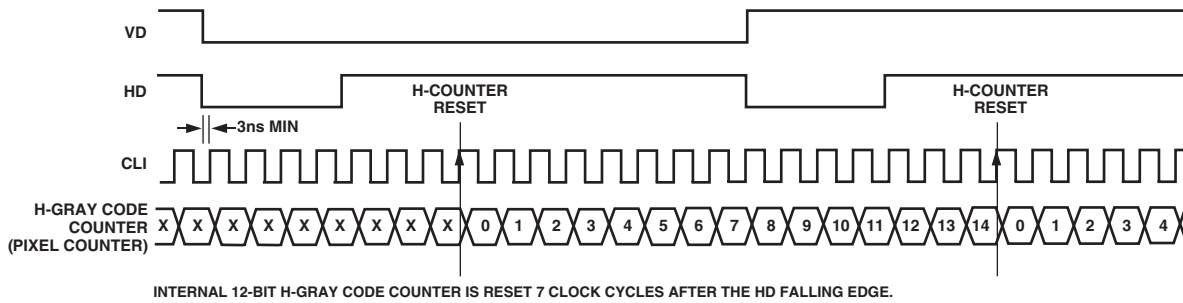 VD
HD
H-COUNTER
RESET
H-COUNTER
RESET
3ns MIN
CLI
H-GRAY CODE
COUNTER
(PIXEL COUNTER)
X X X X X X X X X 0 1 2 3 4 5 6 7 8 9 10 11 12 13 14 0 1 2 3 4
INTERNAL 12-BIT H-GRAY CODE COUNTER IS RESET 7 CLOCK CYCLES AFTER THE HD FALLING EDGE.